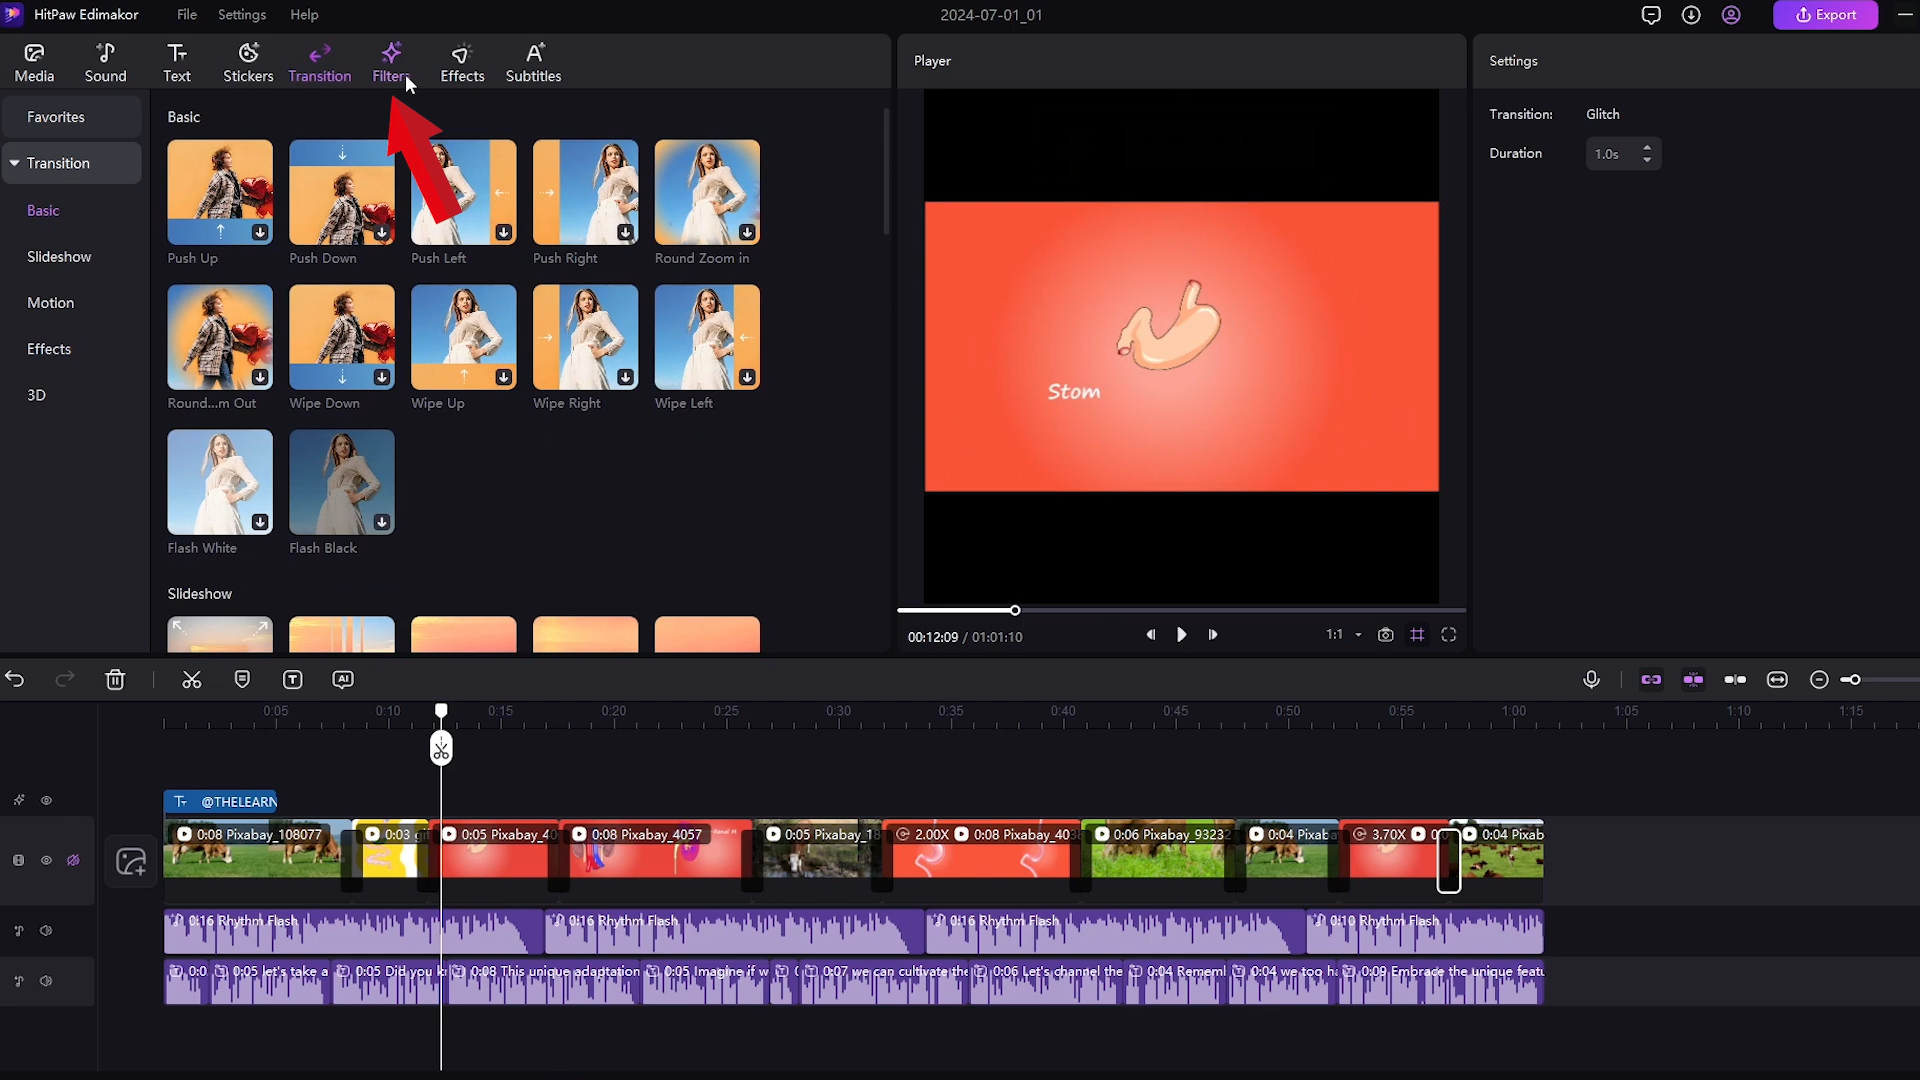 HitPaw Edimakor File Settings Help 2024-07-01_01 Export
Media Sound Text Stickers Transition Filters Effects Subtitles
Favorites
Transition
Basic
Slideshow
Motion
Effects
3D
Basic
Push Up Push Down Push Left Push Right Round Zoom in
Round...m Out Wipe Down Wipe Up Wipe Right Wipe Left
Flash White Flash Black
Slideshow
Player
Stom
00:12:09 / 01:01:10 1:1
Settings
Transition: Glitch
Duration 1.0s
AI
0:05 0:10 0:15 0:20 0:25 0:30 0:35 0:40 0:45 0:50 0:55 1:00 1:05 1:10 1:15
@THELEARN
0:08 Pixabay_108077 0:03 gi 0:05 Pixabay_40 0:08 Pixabay_4057 0:05 Pixabay_18 2.00X 0:08 Pixabay_40 0:06 Pixabay_93232 0:04 Pixaba 3.70X 0:04 Pixab
0:16 Rhythm Flash 0:16 Rhythm Flash 0:16 Rhythm Flash 0:10 Rhythm Flash
0:0 0:05 let's take a 0:05 Did you k 0:08 This unique adaptation 0:05 Imagine if w 0:07 we can cultivate the 0:06 Let's channel the 0:04 Rememl 0:04 we too ha 0:09 Embrace the unique featu